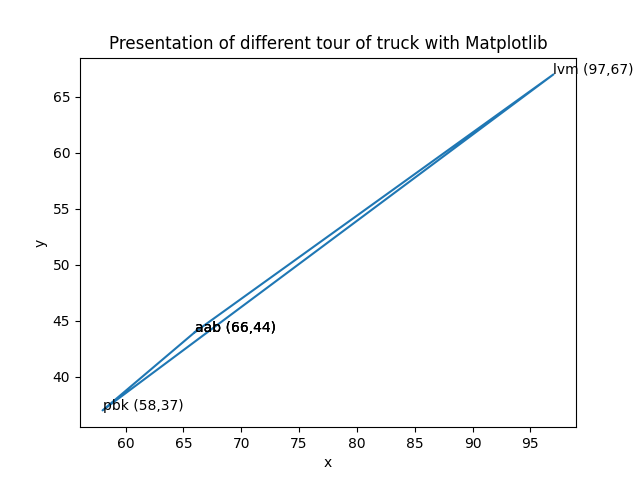 Presentation of different tour of truck with Matplotlib
lvm (97,67)
aab (66,44)
pbk (58,37)
y
65
60
55
50
45
40
60 65 70 75 80 85 90 95
x